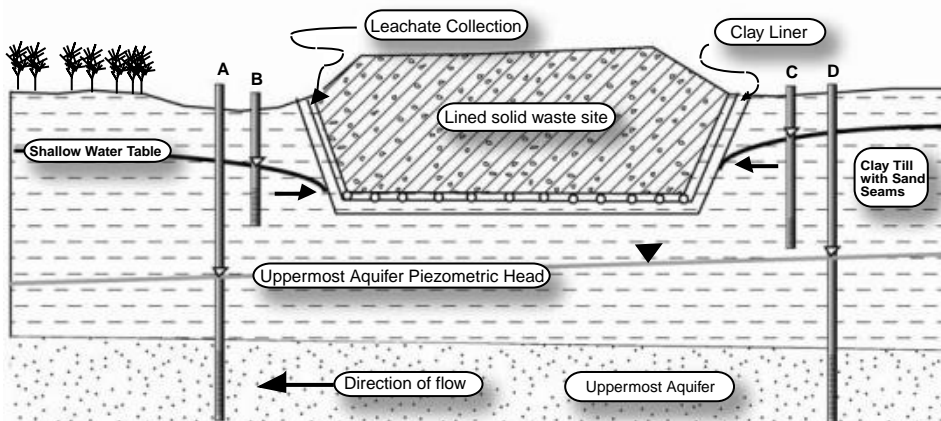 Leachate Collection
Clay Liner
A
B
C
D
Lined solid waste site
Shallow Water Table
Clay Till
with Sand
Seams
Uppermost Aquifer Piezometric Head
Direction of flow
Uppermost Aquifer